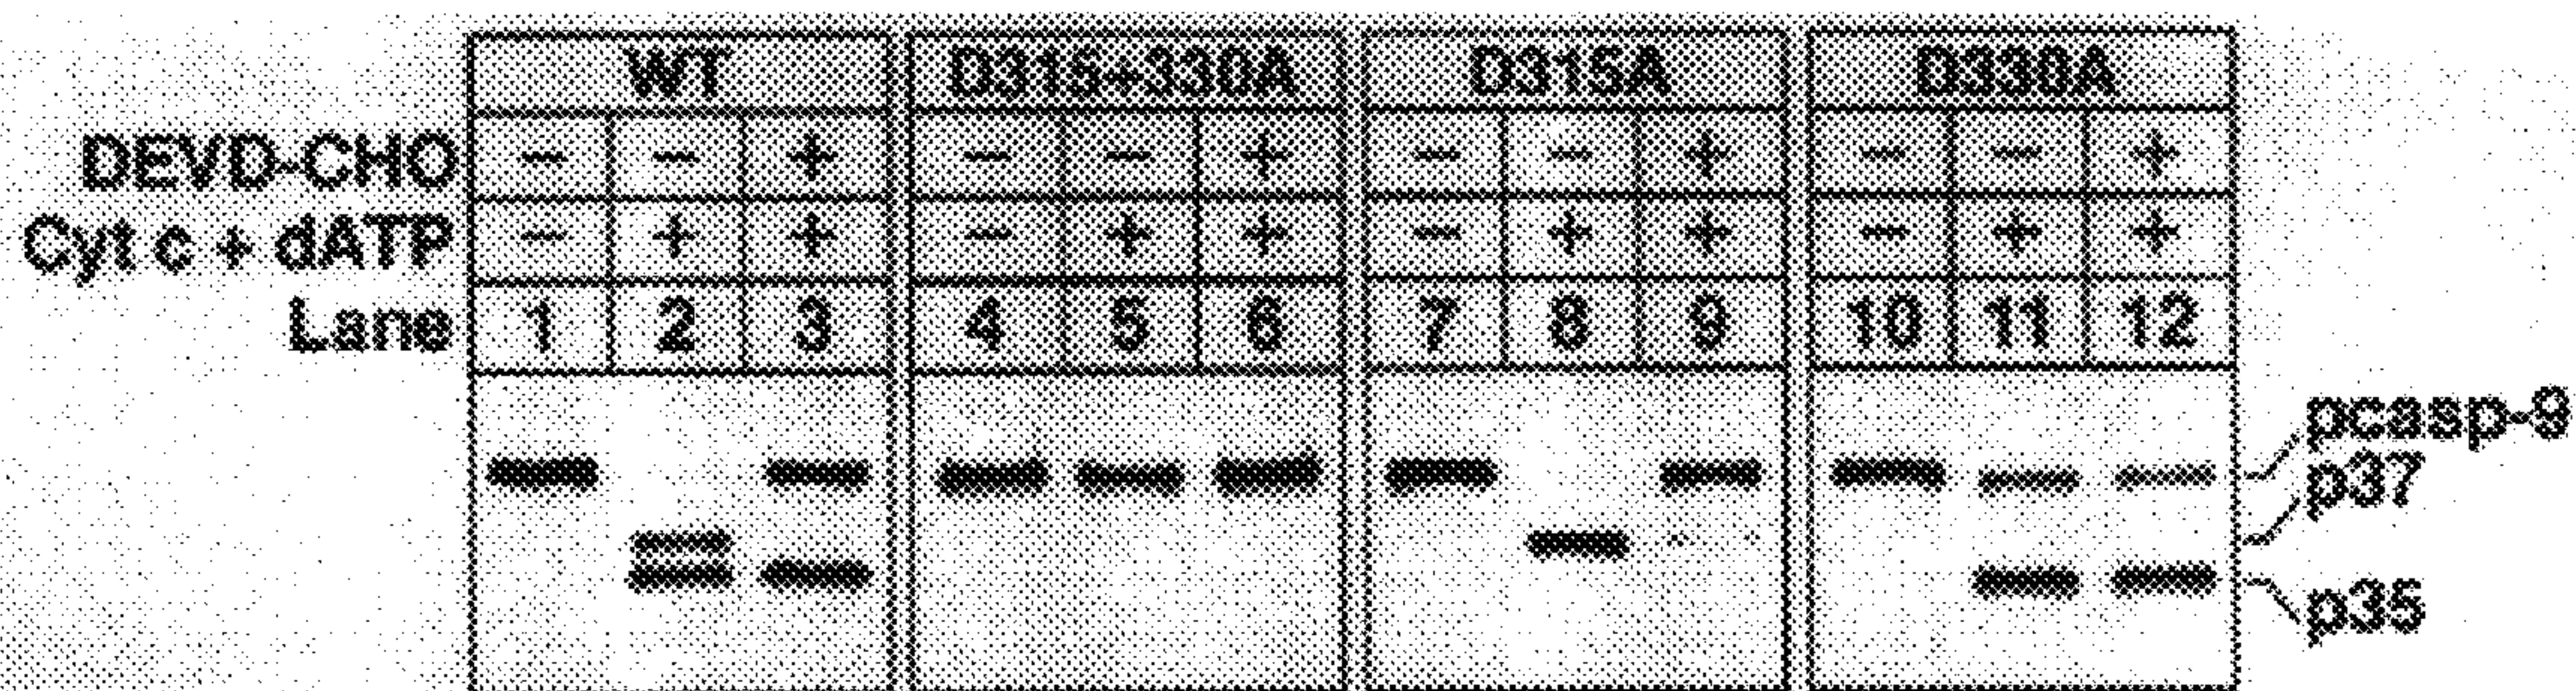 WT D315+330A D315A D330A
DEVD-CHO − − + − − + − − + − − +
Cyt c + dATP − + + − + + − + + − + +
Lane 1 2 3 4 5 6 7 8 9 10 11 12
pcasp-9
p37
p35